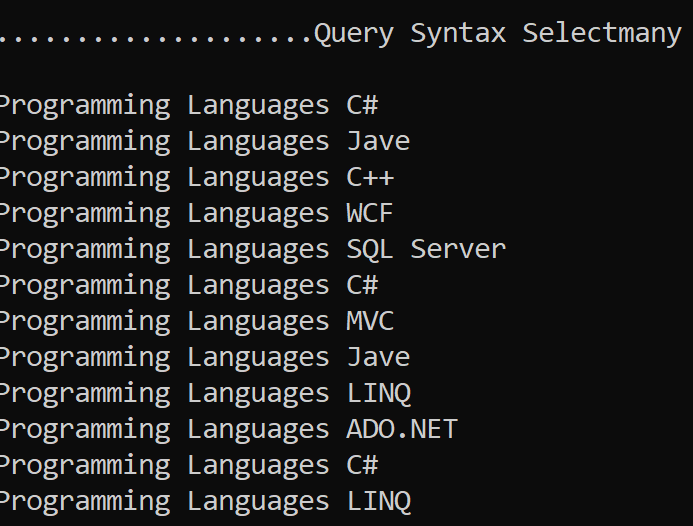 ....................Query Syntax Selectmany
Programming Languages C#
Programming Languages Jave
Programming Languages C++
Programming Languages WCF
Programming Languages SQL Server
Programming Languages C#
Programming Languages MVC
Programming Languages Jave
Programming Languages LINQ
Programming Languages ADO.NET
Programming Languages C#
Programming Languages LINQ